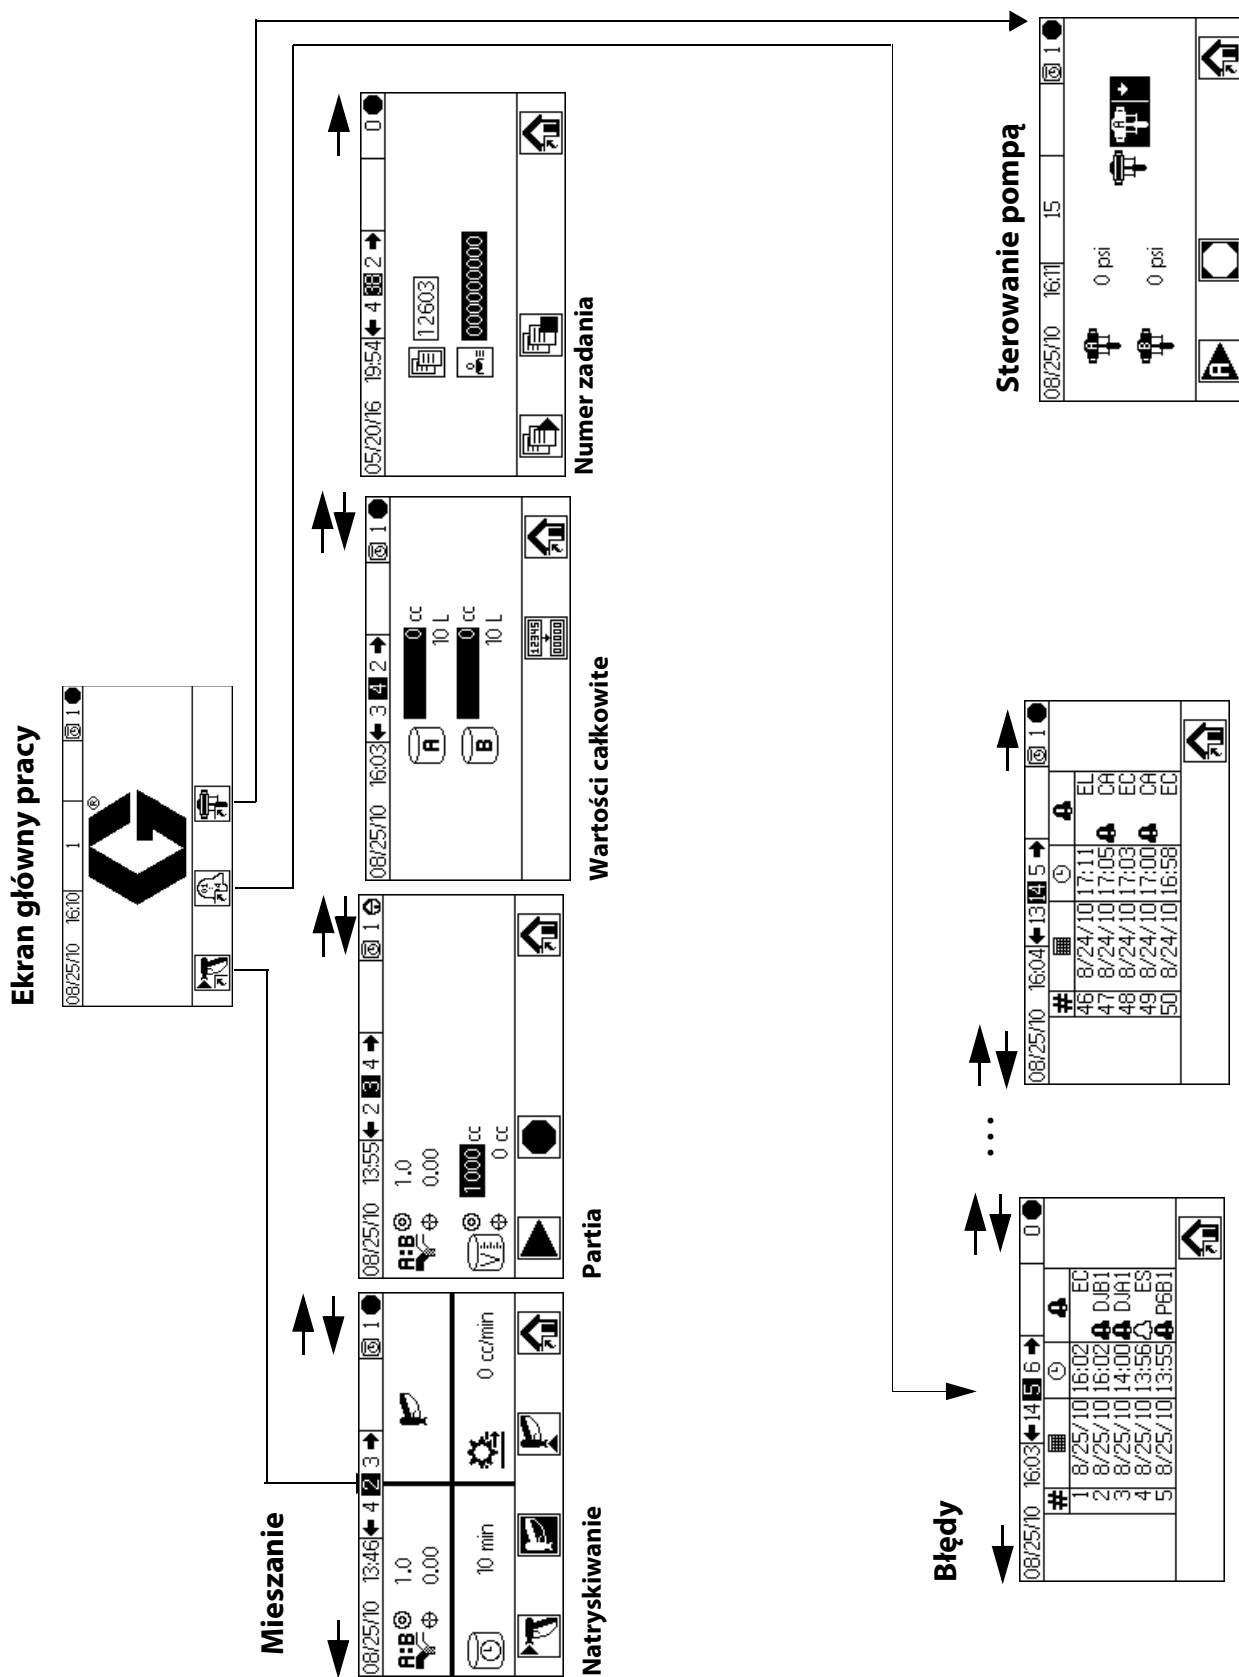 Ekran główny pracy
08/25/10 16:10 1 1
®
Mieszanie
08/25/10 13:46 4 2 3 1
A:B 1.0
0.00
10 min
0 cc/min
Natryskiwanie
08/25/10 13:55 2 3 4 1
A:B 1.0
0.00
1000 cc
0 cc
Partia
08/25/10 16:03 3 4 2 1
A 0 cc
10 L
B 0 cc
10 L
12345
00000
Wartości całkowite
05/20/16 19:54 4 3B 2 0
12603
000000000
Numer zadania
Błędy
08/25/10 16:03 14 5 6 0
#
1 8/25/10 16:02 EC
2 8/25/10 16:02 DJB1
3 8/25/10 14:00 DJA1
4 8/25/10 13:56 ES
5 8/25/10 13:55 P6B1
...
08/25/10 16:04 13 14 5 1
#
46 8/24/10 17:11 EL
47 8/24/10 17:05 CA
48 8/24/10 17:03 EC
49 8/24/10 17:00 CA
50 8/24/10 16:58 EC
Sterowanie pompą
08/25/10 16:11 15 1
A 0 psi
B 0 psi
A
A